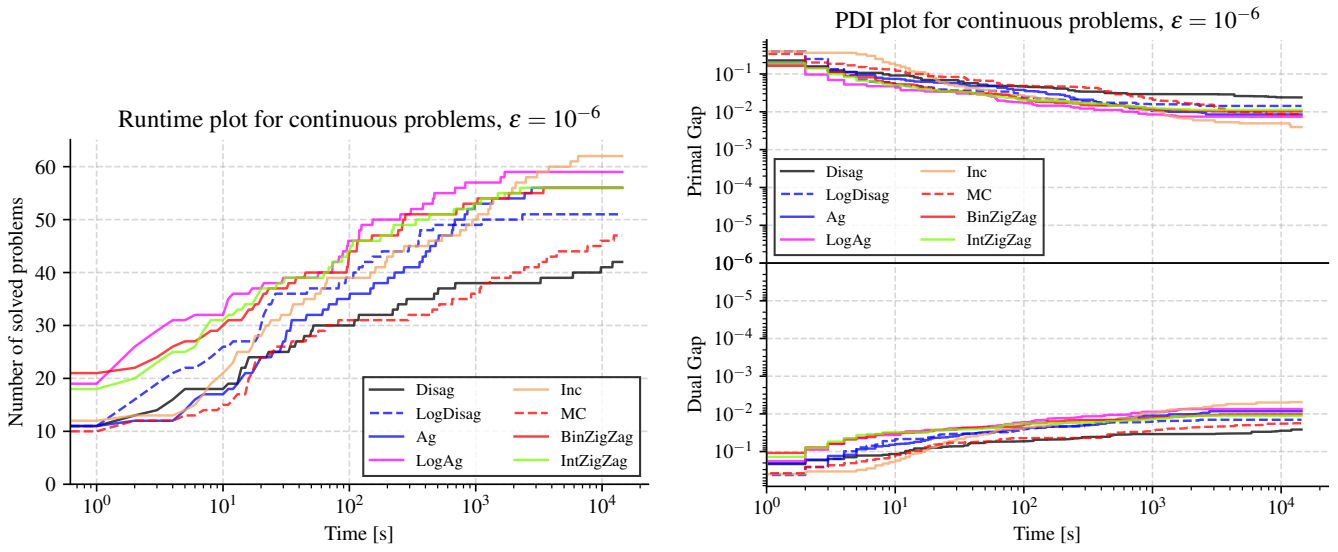 Runtime plot for continuous problems, ε = 10⁻⁶
Number of solved problems
60
50
40
30
20
10
0
10⁰
10¹
10²
10³
10⁴
Time [s]
Disag
LogDisag
Ag
LogAg
Inc
MC
BinZigZag
IntZigZag
PDI plot for continuous problems, ε = 10⁻⁶
Primal Gap
10⁻¹
10⁻²
10⁻³
10⁻⁴
10⁻⁵
10⁻⁶
Disag
LogDisag
Ag
LogAg
Inc
MC
BinZigZag
IntZigZag
Dual Gap
10⁻⁵
10⁻⁴
10⁻³
10⁻²
10⁻¹
10⁰
10¹
10²
10³
10⁴
Time [s]